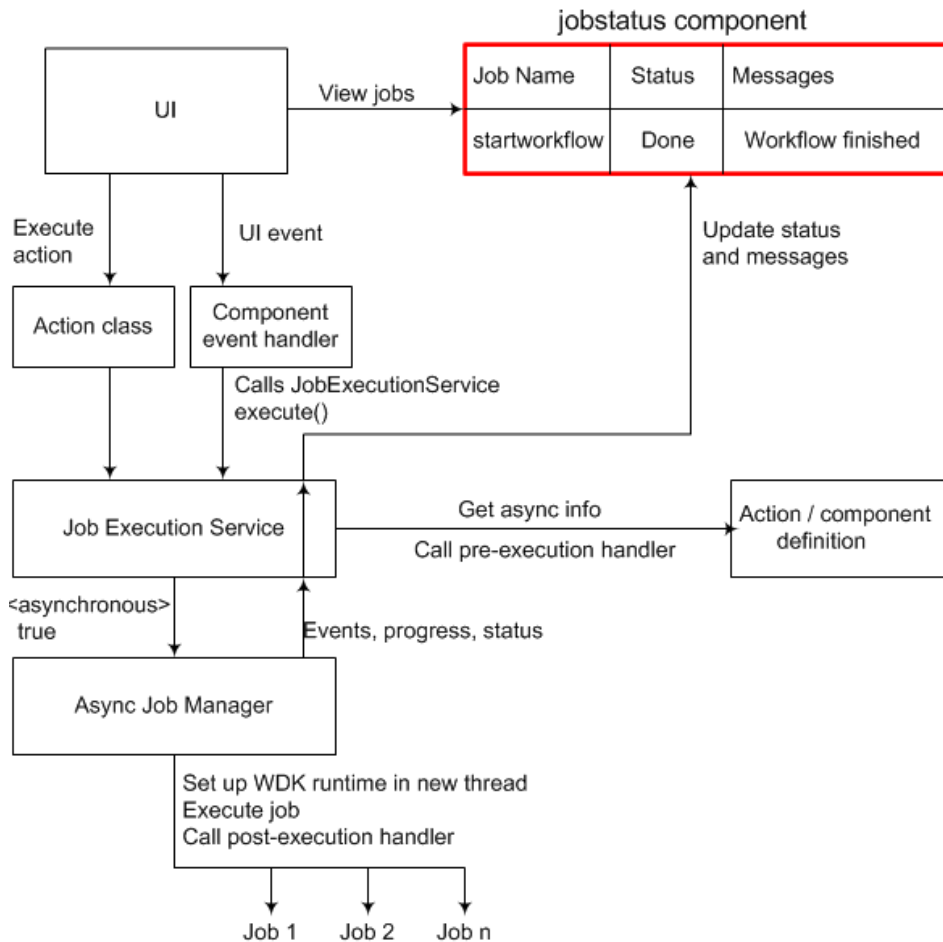 jobstatus component
Job Name Status Messages
UI
View jobs
startworkflow Done Workflow finished
Execute
action
UI event
Update status
and messages
Action class
Component
event handler
Calls JobExecutionService
execute()
Job Execution Service
Get async info
Call pre-execution handler
Action / component
definition
<asynchronous>
true
Events, progress, status
Async Job Manager
Set up WDK runtime in new thread
Execute job
Call post-execution handler
Job 1 Job 2 Job n